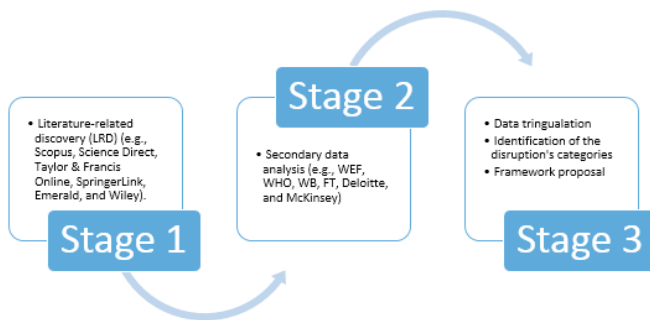 • Literature-related
discovery (LRD) (e.g.,
Scopus, Science Direct,
Taylor & Francis
Online, SpringerLink,
Emerald, and Wiley).
Stage 1
Stage 2
• Secondary data
analysis (e.g., WEF,
WHO, WB, FT, Deloitte,
and McKinsey)
• Data tringualation
• Identification of the
disruption's categories
• Framework proposal
Stage 3